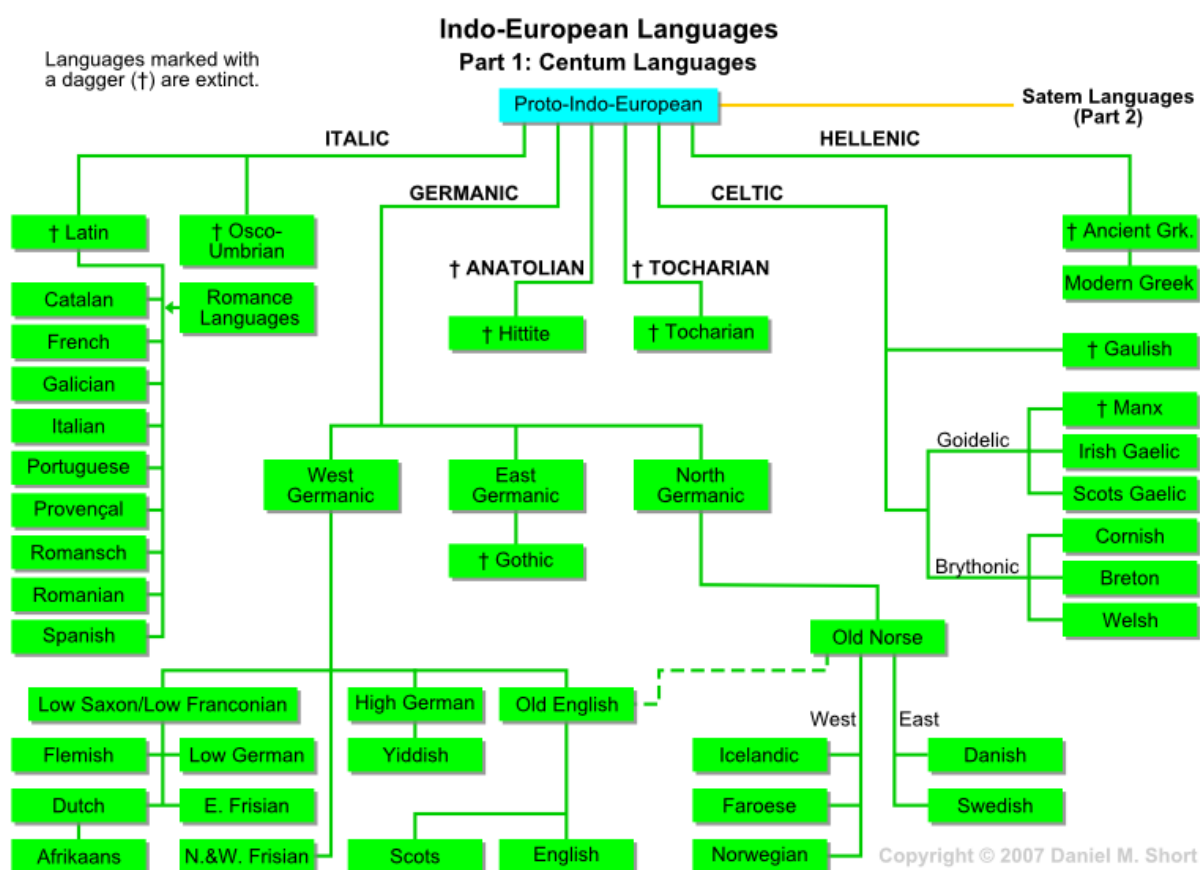 Indo-European Languages
Part 1: Centum Languages
Languages marked with
a dagger (†) are extinct.
Proto-Indo-European
Satem Languages
(Part 2)
ITALIC
HELLENIC
GERMANIC
CELTIC
† Latin
† Osco-
Umbrian
† Ancient Grk.
Modern Greek
† ANATOLIAN
† TOCHARIAN
† Hittite
† Tocharian
Romance
Languages
Catalan
French
Galician
Italian
Portuguese
Provençal
Romansch
Romanian
Spanish
† Gaulish
Goidelic
† Manx
Irish Gaelic
Scots Gaelic
Brythonic
Cornish
Breton
Welsh
West
Germanic
East
Germanic
North
Germanic
† Gothic
Old Norse
Low Saxon/Low Franconian
High German
Old English
Flemish
Low German
Yiddish
Dutch
E. Frisian
Afrikaans
N.&W. Frisian
Scots
English
West
East
Icelandic
Danish
Faroese
Swedish
Norwegian
Copyright © 2007 Daniel M. Short